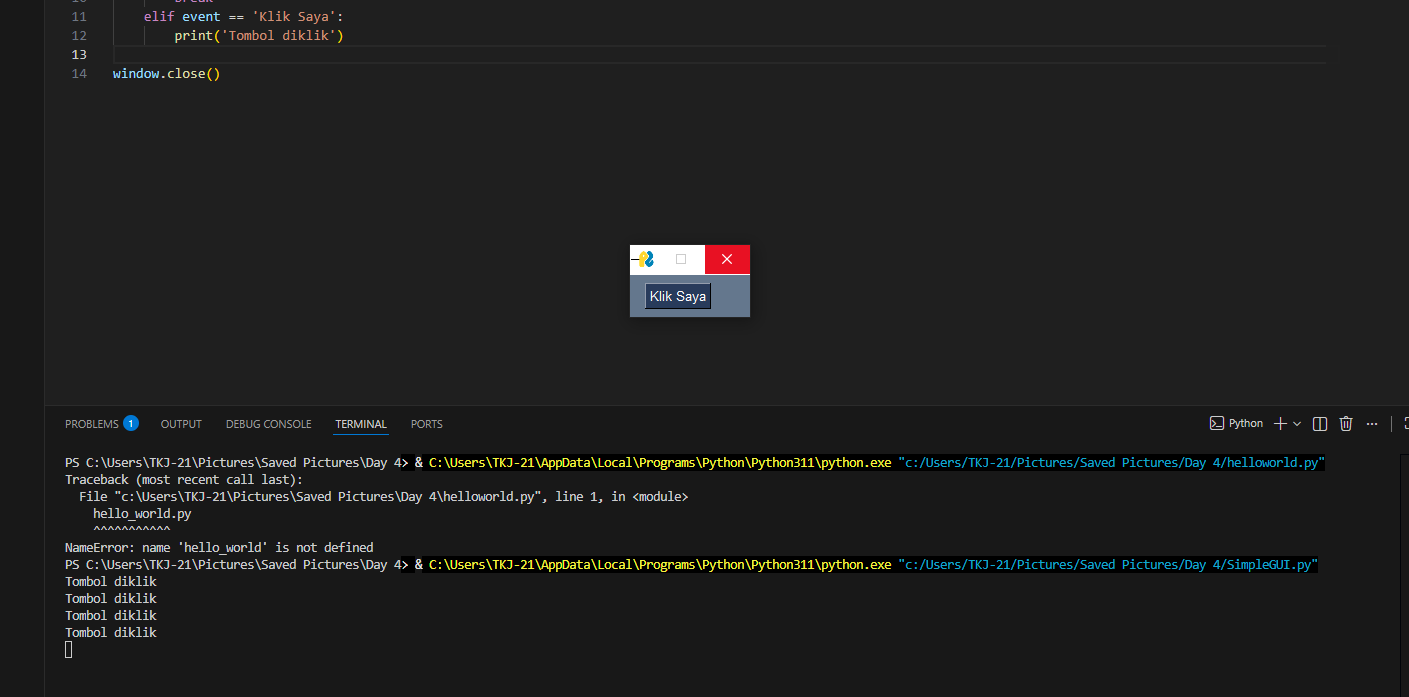 11 elif event == 'Klik Saya':
12 print('Tombol diklik')
13
14 window.close()
Klik Saya
PROBLEMS 1 OUTPUT DEBUG CONSOLE TERMINAL PORTS Python
PS C:\Users\TKJ-21\Pictures\Saved Pictures\Day 4> & C:\Users\TKJ-21\AppData\Local\Programs\Python\Python311\python.exe "c:/Users/TKJ-21/Pictures/Saved Pictures/Day 4/helloworld.py"
Traceback (most recent call last):
File "c:\Users\TKJ-21\Pictures\Saved Pictures\Day 4\helloworld.py", line 1, in <module>
hello_world.py
^^^^^^^^^^^
NameError: name 'hello_world' is not defined
PS C:\Users\TKJ-21\Pictures\Saved Pictures\Day 4> & C:\Users\TKJ-21\AppData\Local\Programs\Python\Python311\python.exe "c:/Users/TKJ-21/Pictures/Saved Pictures/Day 4/SimpleGUI.py"
Tombol diklik
Tombol diklik
Tombol diklik
Tombol diklik